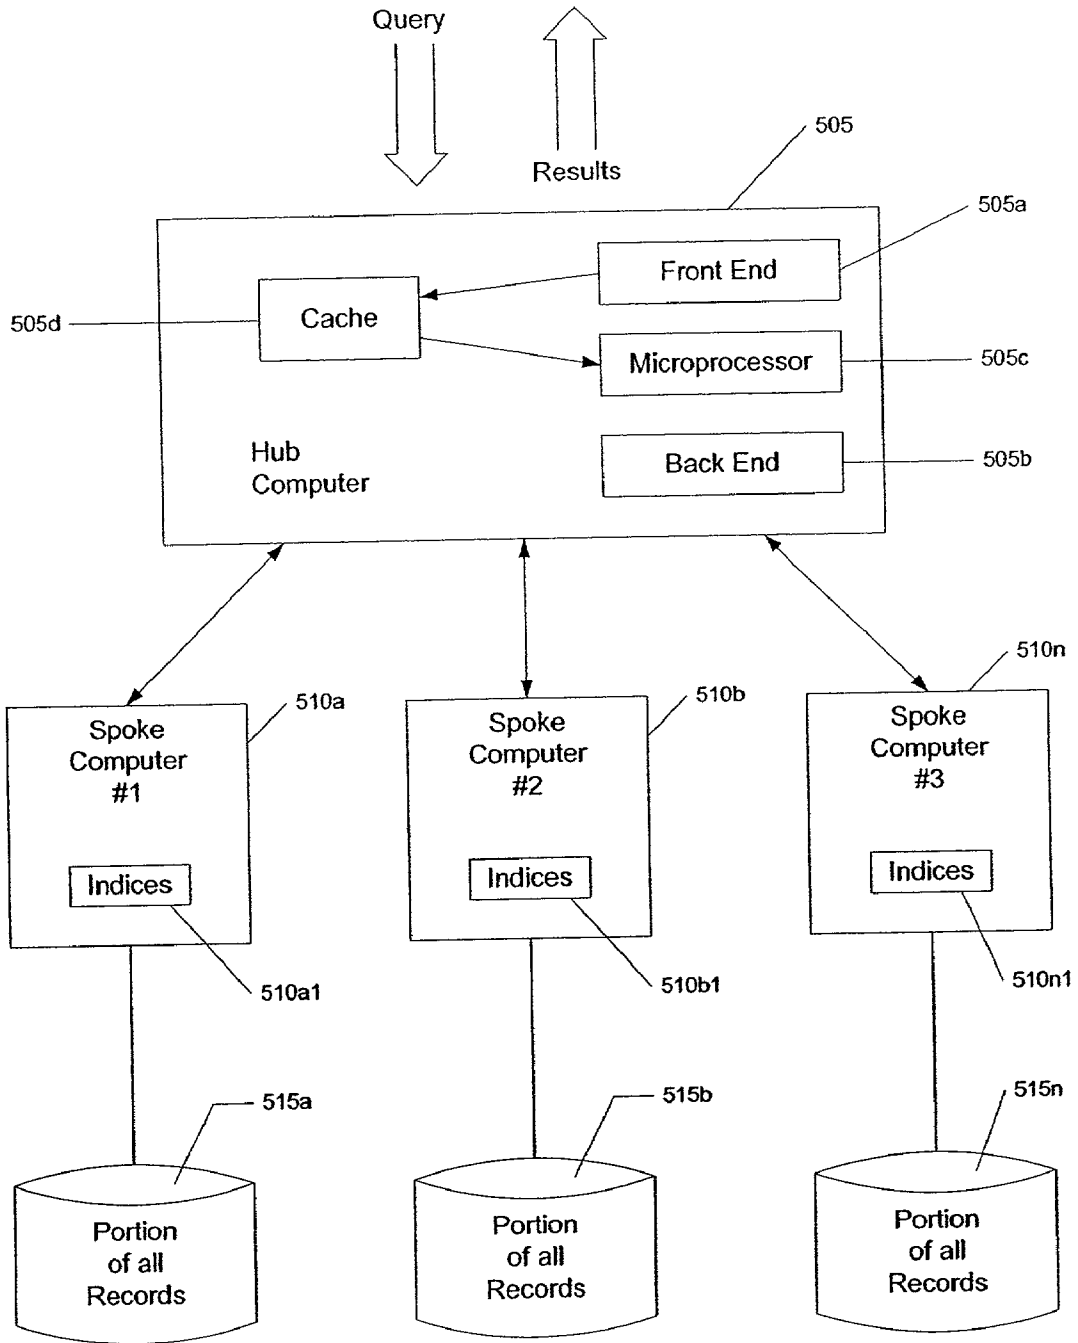 Query
Results
505
505a
Front End
Cache
505d
Microprocessor
505c
Hub
Computer
Back End
505b
510a
510b
510n
Spoke
Computer
#1
Spoke
Computer
#2
Spoke
Computer
#3
Indices
Indices
Indices
510a1
510b1
510n1
515a
515b
515n
Portion
of all
Records
Portion
of all
Records
Portion
of all
Records